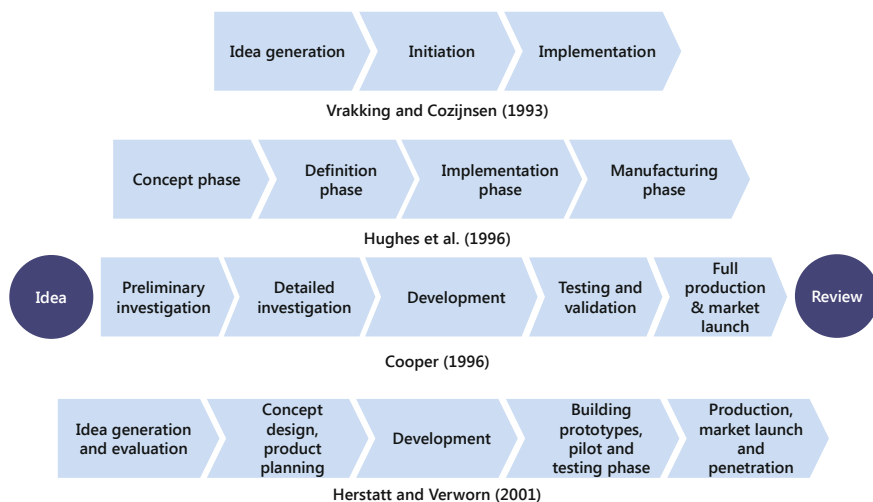 Idea generation
Initiation
Implementation
Vrakking and Cozijnsen (1993)
Concept phase
Definition
phase
Implementation
phase
Manufacturing
phase
Hughes et al. (1996)
Idea
Preliminary
investigation
Detailed
investigation
Development
Testing and
validation
Full
production
& market
launch
Review
Cooper (1996)
Idea generation
and evaluation
Concept
design,
product
planning
Development
Building
prototypes,
pilot and
testing phase
Production,
market launch
and
penetration
Herstatt and Verworn (2001)